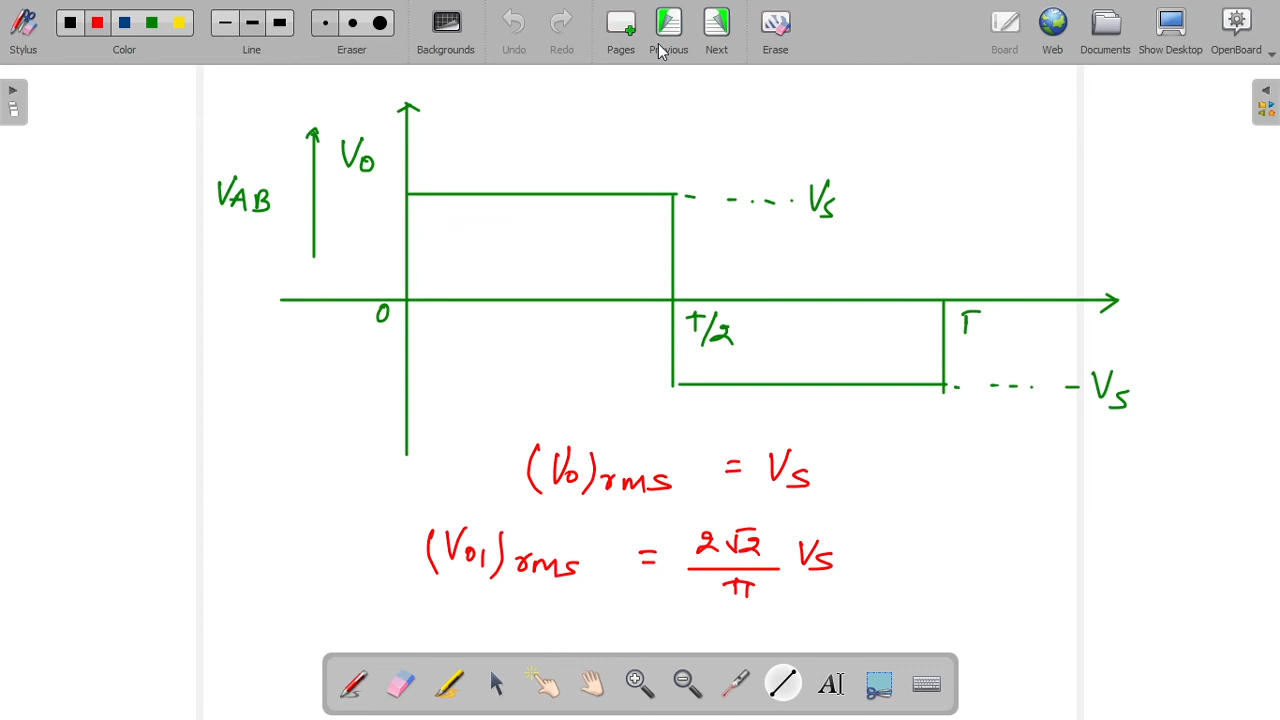 Stylus Color Line Eraser Backgrounds Undo Redo Pages Previous Next Erase Board Web Documents Show Desktop OpenBoard
V0
VAB
VS
0
T/2
T
- VS
(V0)rms = VS
(V01)rms = 2√2/π VS
AI